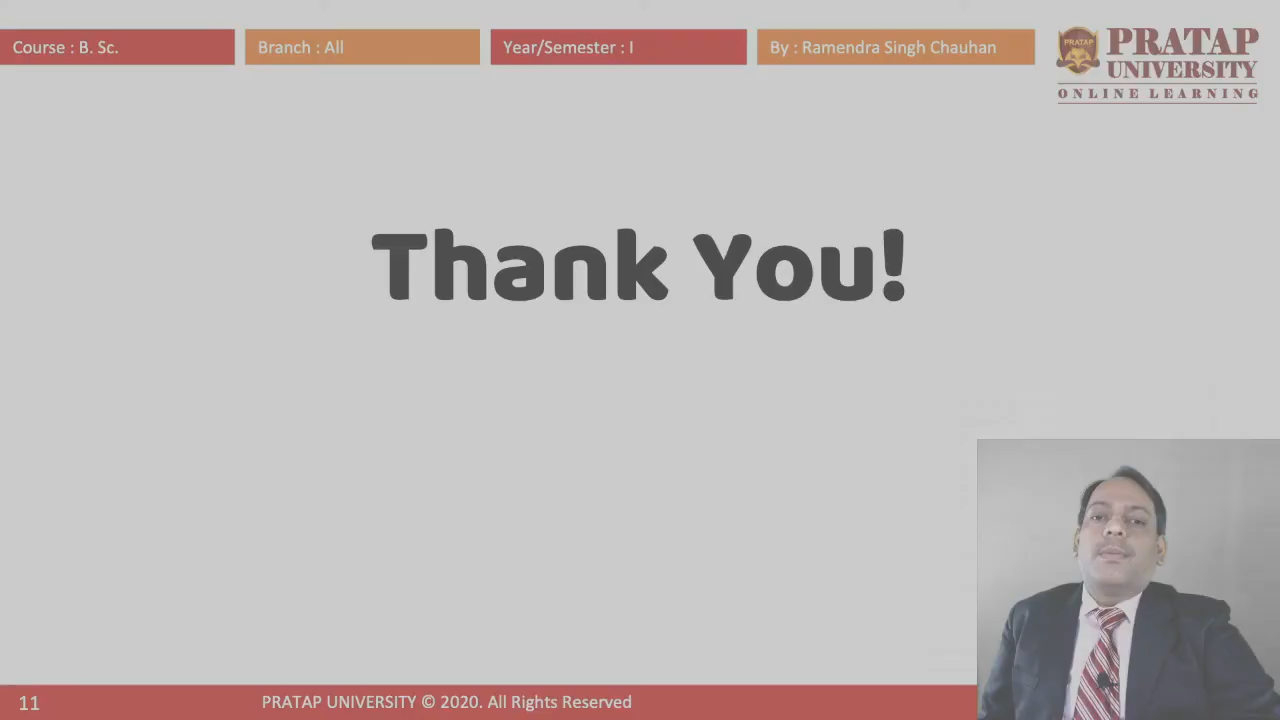 Course : B. Sc.
Branch : All
Year/Semester : I
By : Ramendra Singh Chauhan
PRATAP
PRATAP
UNIVERSITY
ONLINE LEARNING
Thank You!
11
PRATAP UNIVERSITY © 2020. All Rights Reserved